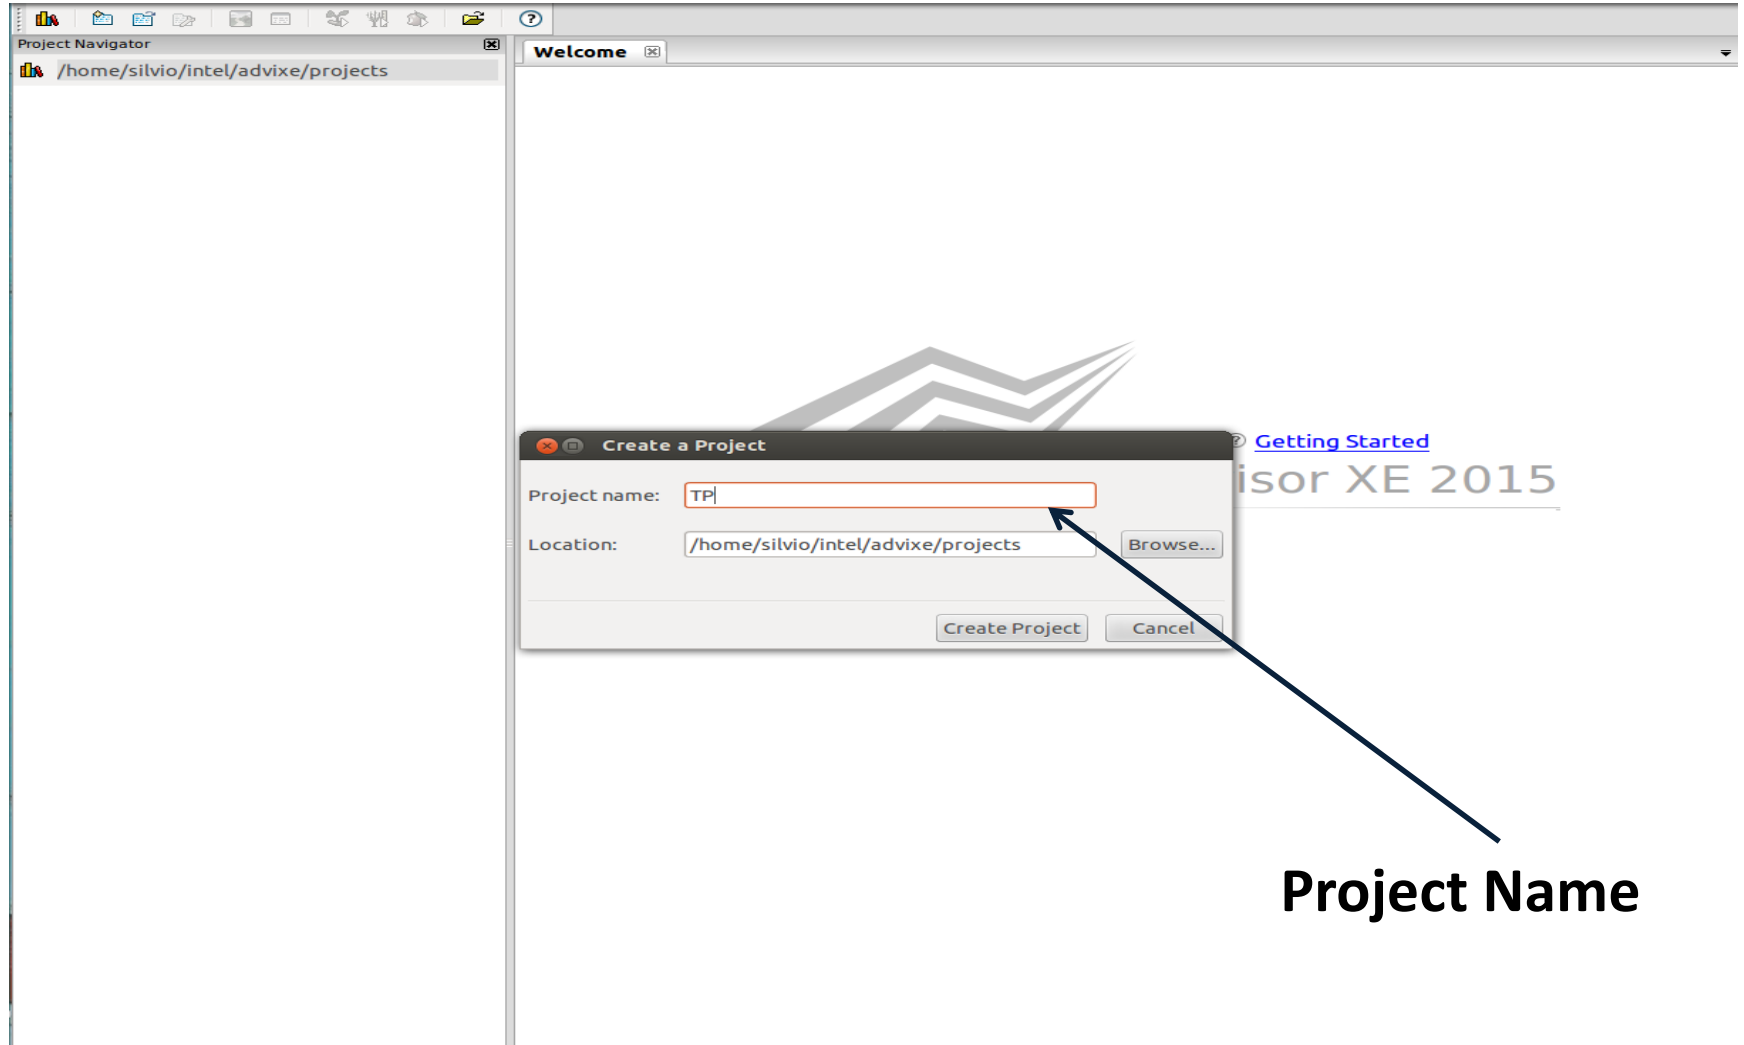 Project Navigator
/home/silvio/intel/advixe/projects
Welcome
Getting Started
isor XE 2015
Create a Project
Project name: TP
Location: /home/silvio/intel/advixe/projects Browse...
Create Project Cancel
Project Name